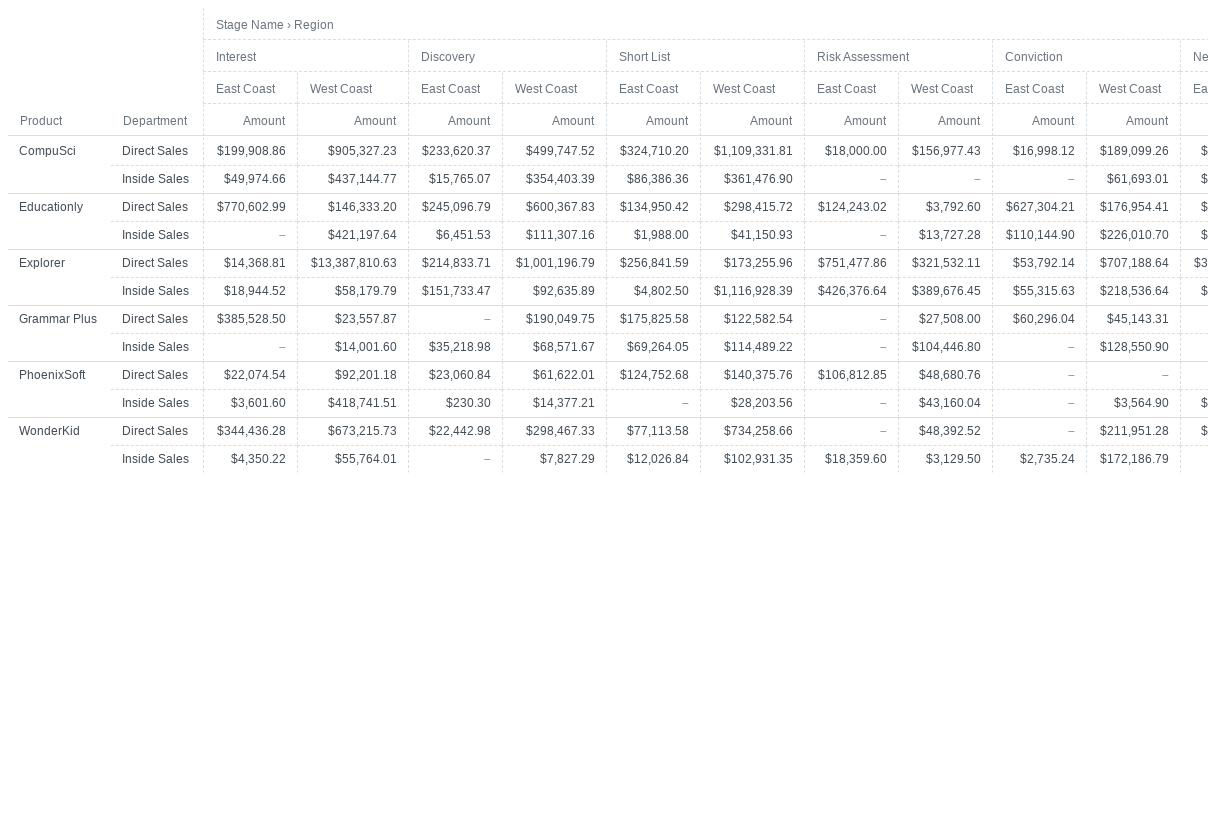 Stage Name › Region
Interest Discovery Short List Risk Assessment Conviction Ne
East Coast West Coast East Coast West Coast East Coast West Coast East Coast West Coast East Coast West Coast Ea
Product Department Amount Amount Amount Amount Amount Amount Amount Amount Amount Amount
CompuSci Direct Sales $199,908.86 $905,327.23 $233,620.37 $499,747.52 $324,710.20 $1,109,331.81 $18,000.00 $156,977.43 $16,998.12 $189,099.26 $
Inside Sales $49,974.66 $437,144.77 $15,765.07 $354,403.39 $86,386.36 $361,476.90 – – – $61,693.01 $
Educationly Direct Sales $770,602.99 $146,333.20 $245,096.79 $600,367.83 $134,950.42 $298,415.72 $124,243.02 $3,792.60 $627,304.21 $176,954.41 $
Inside Sales – $421,197.64 $6,451.53 $111,307.16 $1,988.00 $41,150.93 – $13,727.28 $110,144.90 $226,010.70 $
Explorer Direct Sales $14,368.81 $13,387,810.63 $214,833.71 $1,001,196.79 $256,841.59 $173,255.96 $751,477.86 $321,532.11 $53,792.14 $707,188.64 $3
Inside Sales $18,944.52 $58,179.79 $151,733.47 $92,635.89 $4,802.50 $1,116,928.39 $426,376.64 $389,676.45 $55,315.63 $218,536.64 $
Grammar Plus Direct Sales $385,528.50 $23,557.87 – $190,049.75 $175,825.58 $122,582.54 – $27,508.00 $60,296.04 $45,143.31
Inside Sales – $14,001.60 $35,218.98 $68,571.67 $69,264.05 $114,489.22 – $104,446.80 – $128,550.90
PhoenixSoft Direct Sales $22,074.54 $92,201.18 $23,060.84 $61,622.01 $124,752.68 $140,375.76 $106,812.85 $48,680.76 – –
Inside Sales $3,601.60 $418,741.51 $230.30 $14,377.21 – $28,203.56 – $43,160.04 – $3,564.90 $
WonderKid Direct Sales $344,436.28 $673,215.73 $22,442.98 $298,467.33 $77,113.58 $734,258.66 – $48,392.52 – $211,951.28 $
Inside Sales $4,350.22 $55,764.01 – $7,827.29 $12,026.84 $102,931.35 $18,359.60 $3,129.50 $2,735.24 $172,186.79